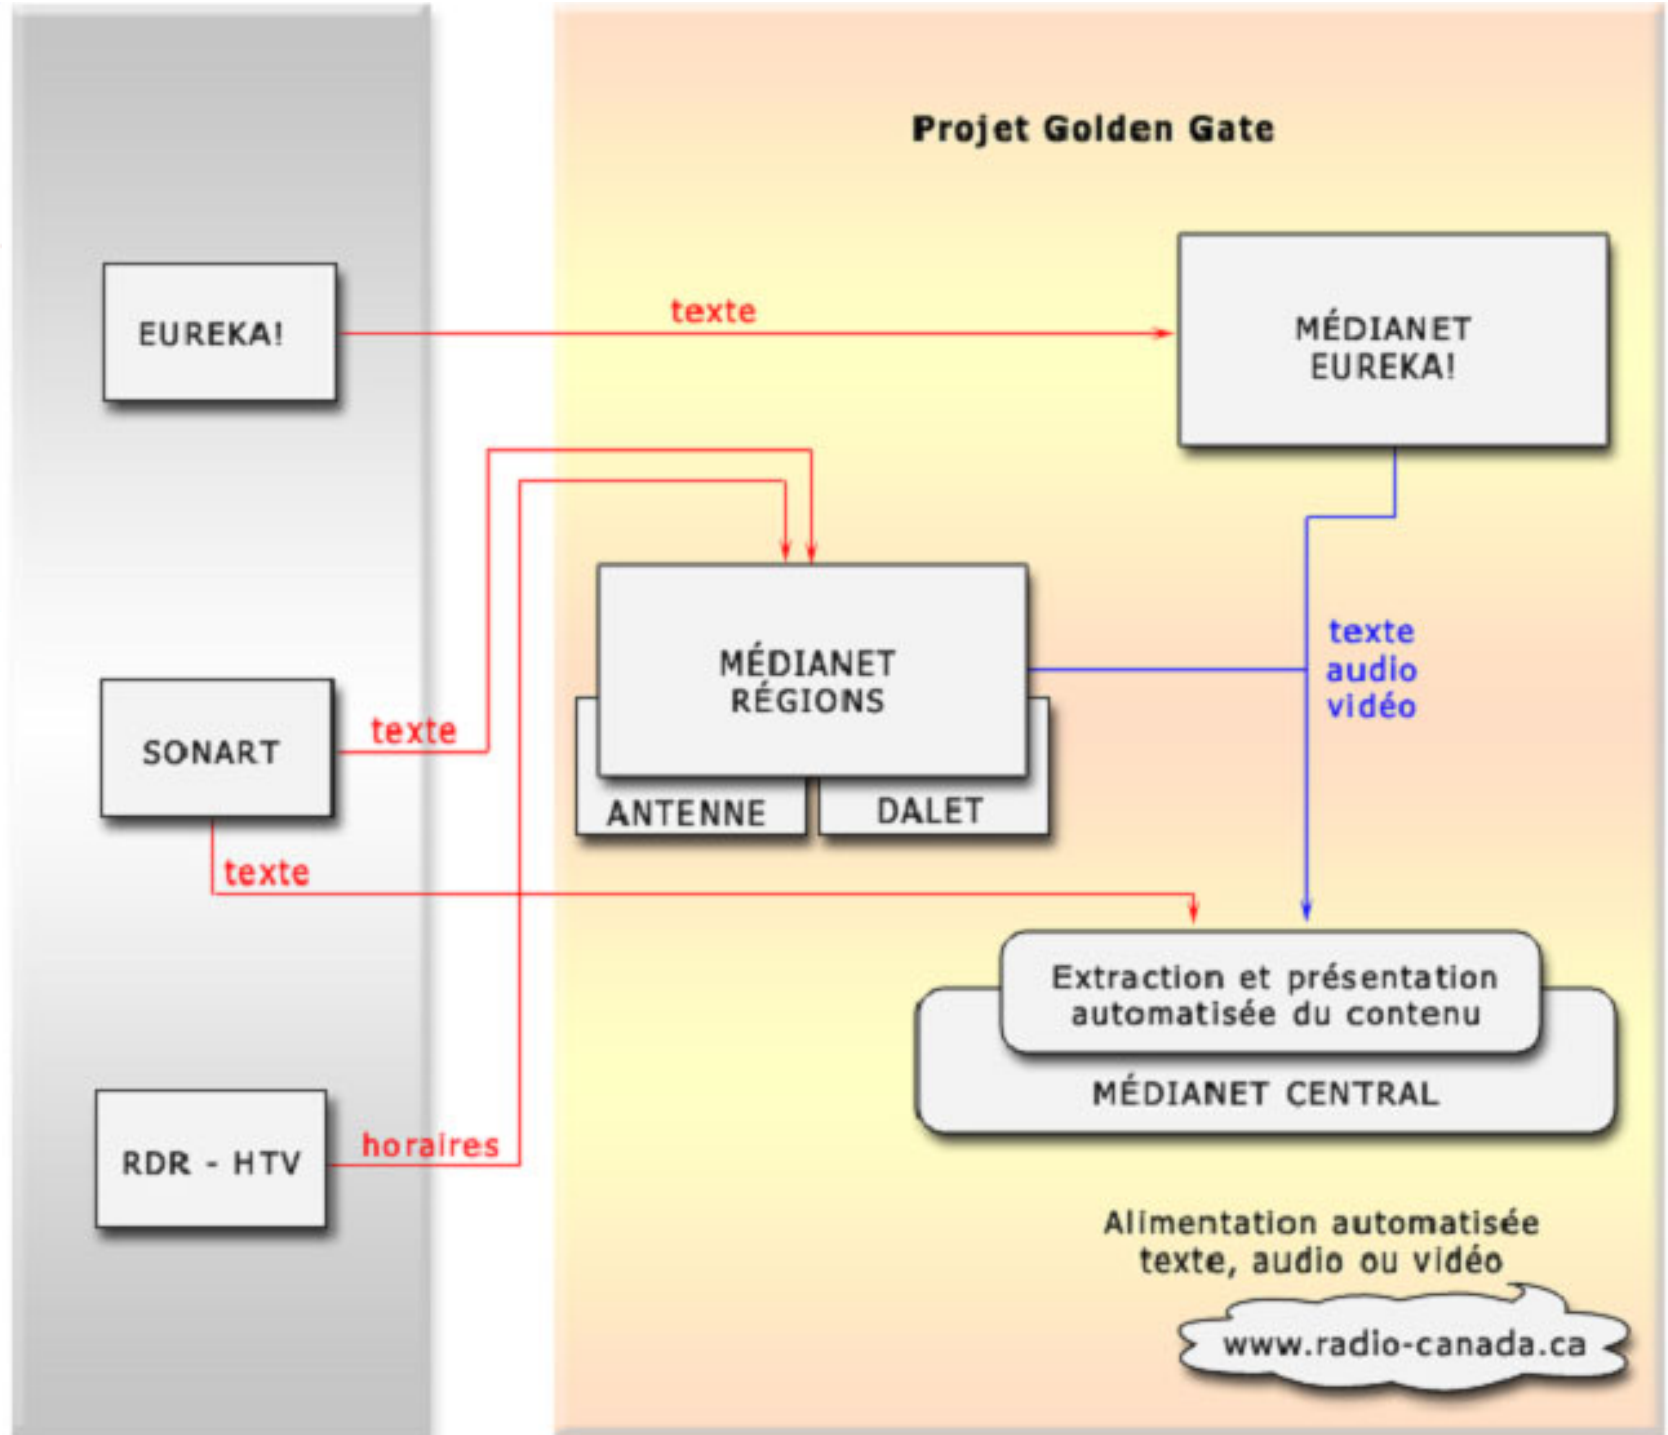 Projet Golden Gate
EUREKA!
texte
MÉDIANET
EUREKA!
MÉDIANET
RÉGIONS
texte
audio
vidéo
SONART
texte
ANTENNE
DALET
texte
Extraction et présentation
automatisée du contenu
MÉDIANET CENTRAL
RDR - HTV
horaires
Alimentation automatisée
texte, audio ou vidéo
www.radio-canada.ca